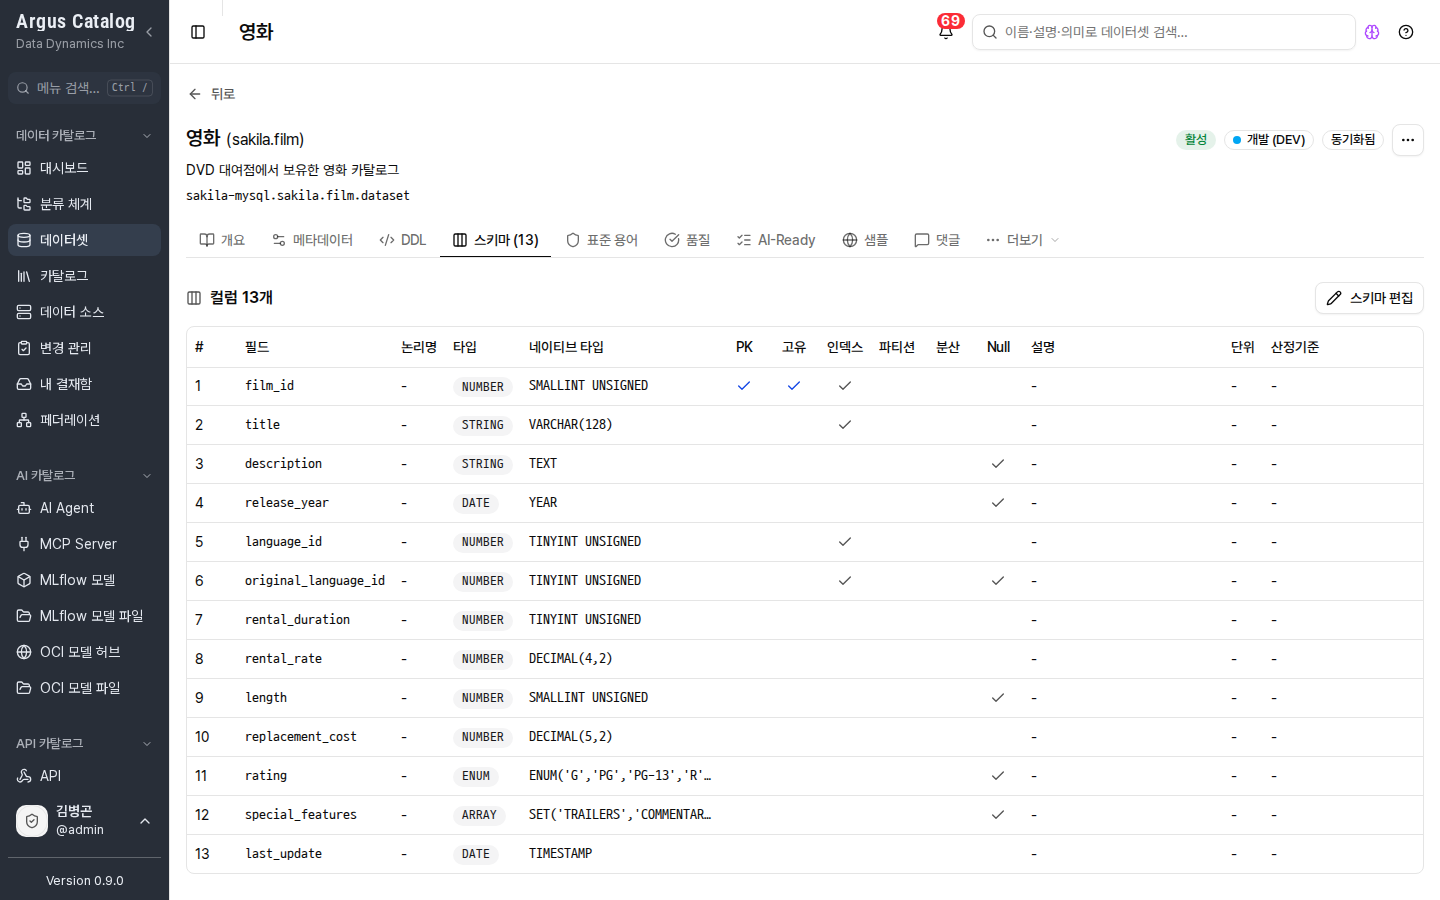 Argus Catalog
Data Dynamics Inc
메뉴 검색... Ctrl /
데이터 카탈로그
대시보드
분류 체계
데이터셋
카탈로그
데이터 소스
변경 관리
내 결재함
페더레이션
AI 카탈로그
AI Agent
MCP Server
MLflow 모델
MLflow 모델 파일
OCI 모델 허브
OCI 모델 파일
API 카탈로그
API
김병곤
@admin
Version 0.9.0
영화
69
이름·설명·의미로 데이터셋 검색...
뒤로
영화 (sakila.film)
활성 개발 (DEV) 동기화됨
DVD 대여점에서 보유한 영화 카탈로그
sakila-mysql.sakila.film.dataset
개요 메타데이터 DDL 스키마 (13) 표준 용어 품질 AI-Ready 샘플 댓글 더보기
컬럼 13개
스키마 편집
# 필드 논리명 타입 네이티브 타입 PK 고유 인덱스 파티션 분산 Null 설명 단위 산정기준
1 film_id - NUMBER SMALLINT UNSIGNED - - -
2 title - STRING VARCHAR(128) - - -
3 description - STRING TEXT - - -
4 release_year - DATE YEAR - - -
5 language_id - NUMBER TINYINT UNSIGNED - - -
6 original_language_id - NUMBER TINYINT UNSIGNED - - -
7 rental_duration - NUMBER TINYINT UNSIGNED - - -
8 rental_rate - NUMBER DECIMAL(4,2) - - -
9 length - NUMBER SMALLINT UNSIGNED - - -
10 replacement_cost - NUMBER DECIMAL(5,2) - - -
11 rating - ENUM ENUM('G','PG','PG-13','R'… - - -
12 special_features - ARRAY SET('TRAILERS','COMMENTAR… - - -
13 last_update - DATE TIMESTAMP - - -